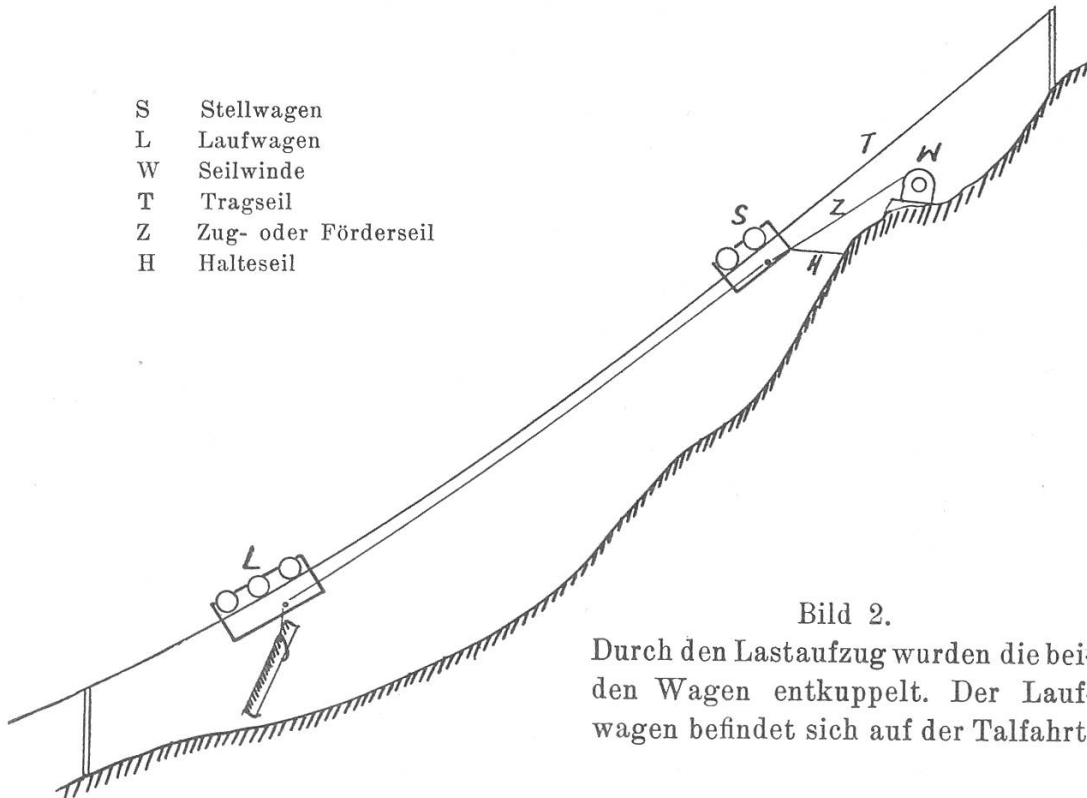 S Stellwagen
L Laufwagen
W Seilwinde
T Tragseil
Z Zug- oder Förderseil
H Halteseil
T
W
S
Z
H
L
Bild 2.
Durch den Lastaufzug wurden die bei-
den Wagen entkuppelt. Der Lauf-
wagen befindet sich auf der Talfahrt